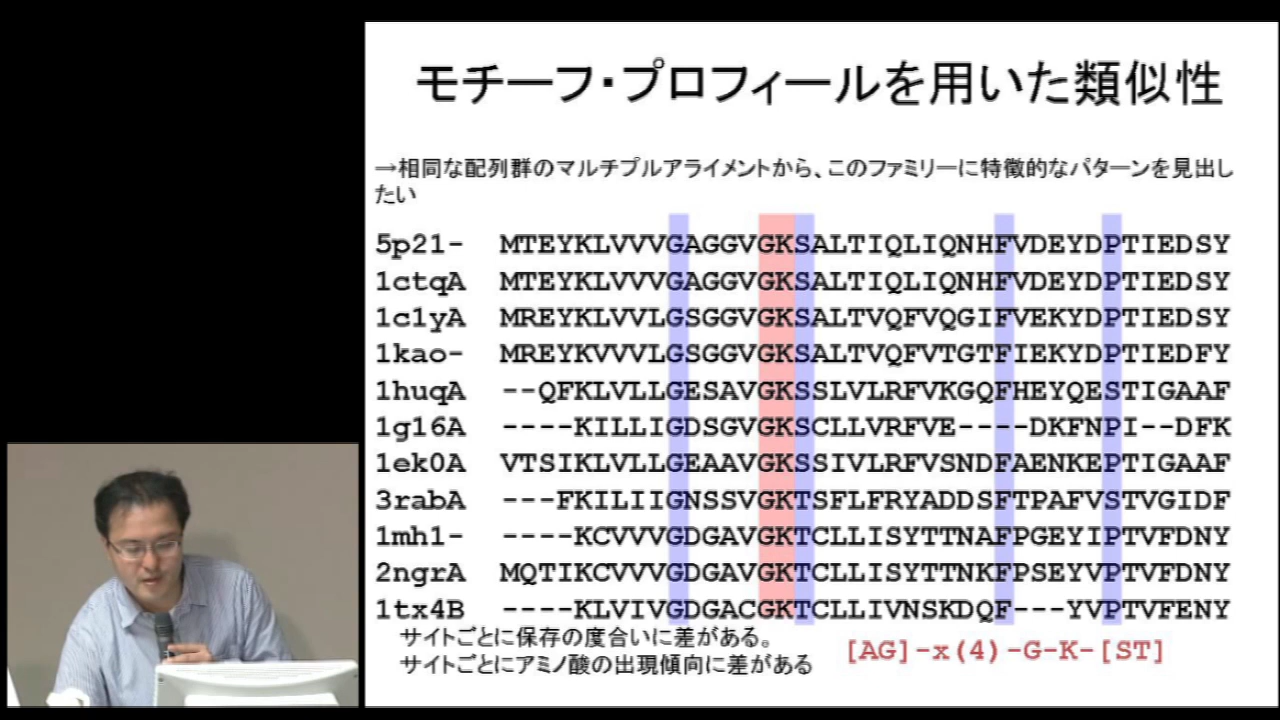 モチーフ・プロフィールを用いた類似性
→相同な配列群のマルチプルアライメントから、このファミリーに特徴的なパターンを見出し
たい
5p21- MTEYKLVVVGAGGVGKSALTIQLIQNHFVDEYDPTIEDSY
1ctqA MTEYKLVVVGAGGVGKSALTIQLIQNHFVDEYDPTIEDSY
1c1yA MREYKLVVLGSGGVGKSALTVQFVQGIFVEKYDPTIEDSY
1kao- MREYKVVVLGSGGVGKSALTVQFVTGTFIEKYDPTIEDFY
1huqA --QFKLVLLGESAVGKSSLVLRFVKGQFHEYQESTIGAAF
1g16A ----KILLIGDSGVGKSCLLVRFVE----DKFNPI--DFK
1ek0A VTSIKLVLLGEAAVGKSSIVLRFVSNDFAENKEPTIGAAF
3rabA ---FKILIIGNSSVGKTSFLFRYADDSFTPAFVSTVGIDF
1mh1- ----KCVVVGDGAVGKTCLLISYTTNAFPGEYIPTVFDNY
2ngrA MQTIKCVVVGDGAVGKTCLLISYTTNKFPSEYVPTVFDNY
1tx4B ----KLVIVGDGACGKTCLLIVNSKDQF---YVPTVFENY
サイトごとに保存の度合いに差がある。
サイトごとにアミノ酸の出現傾向に差がある
[AG]-x(4)-G-K-[ST]